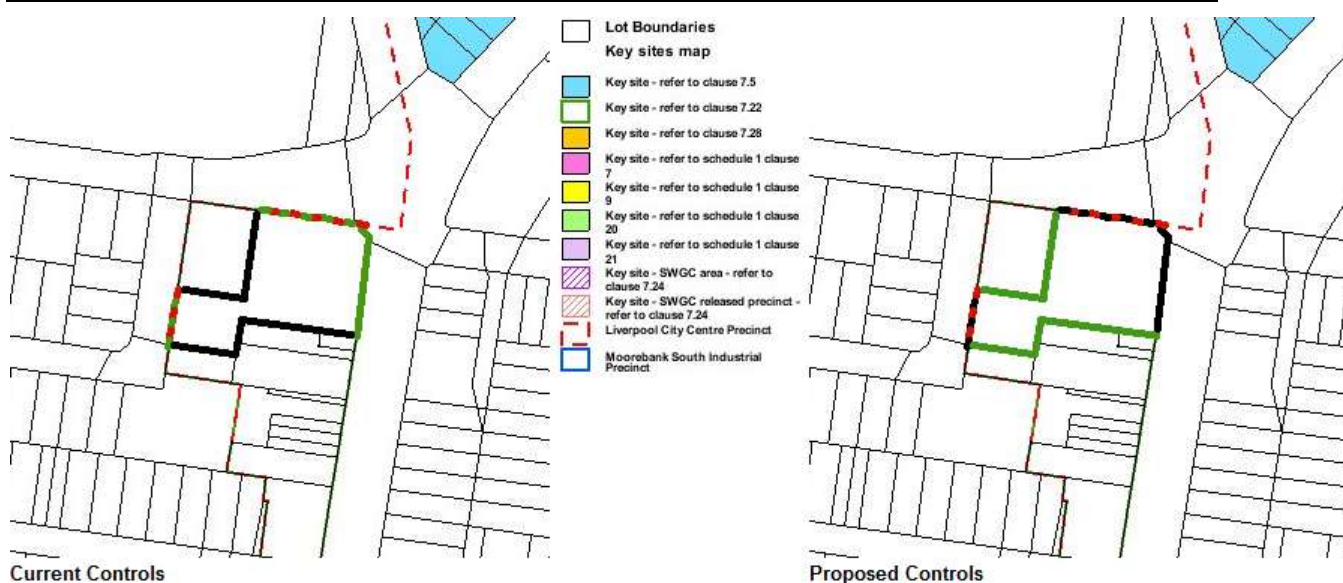 Lot Boundaries
Key sites map
Key site - refer to clause 7.5
Key site - refer to clause 7.22
Key site - refer to clause 7.28
Key site - refer to schedule 1 clause
7
Key site - refer to schedule 1 clause
9
Key site - refer to schedule 1 clause
20
Key site - refer to schedule 1 clause
21
Key site - SWGC area - refer to
clause 7.24
Key site - SWGC released precinct -
refer to clause 7.24
Liverpool City Centre Precinct
Moorebank South Industrial
Precinct
Current Controls
Proposed Controls